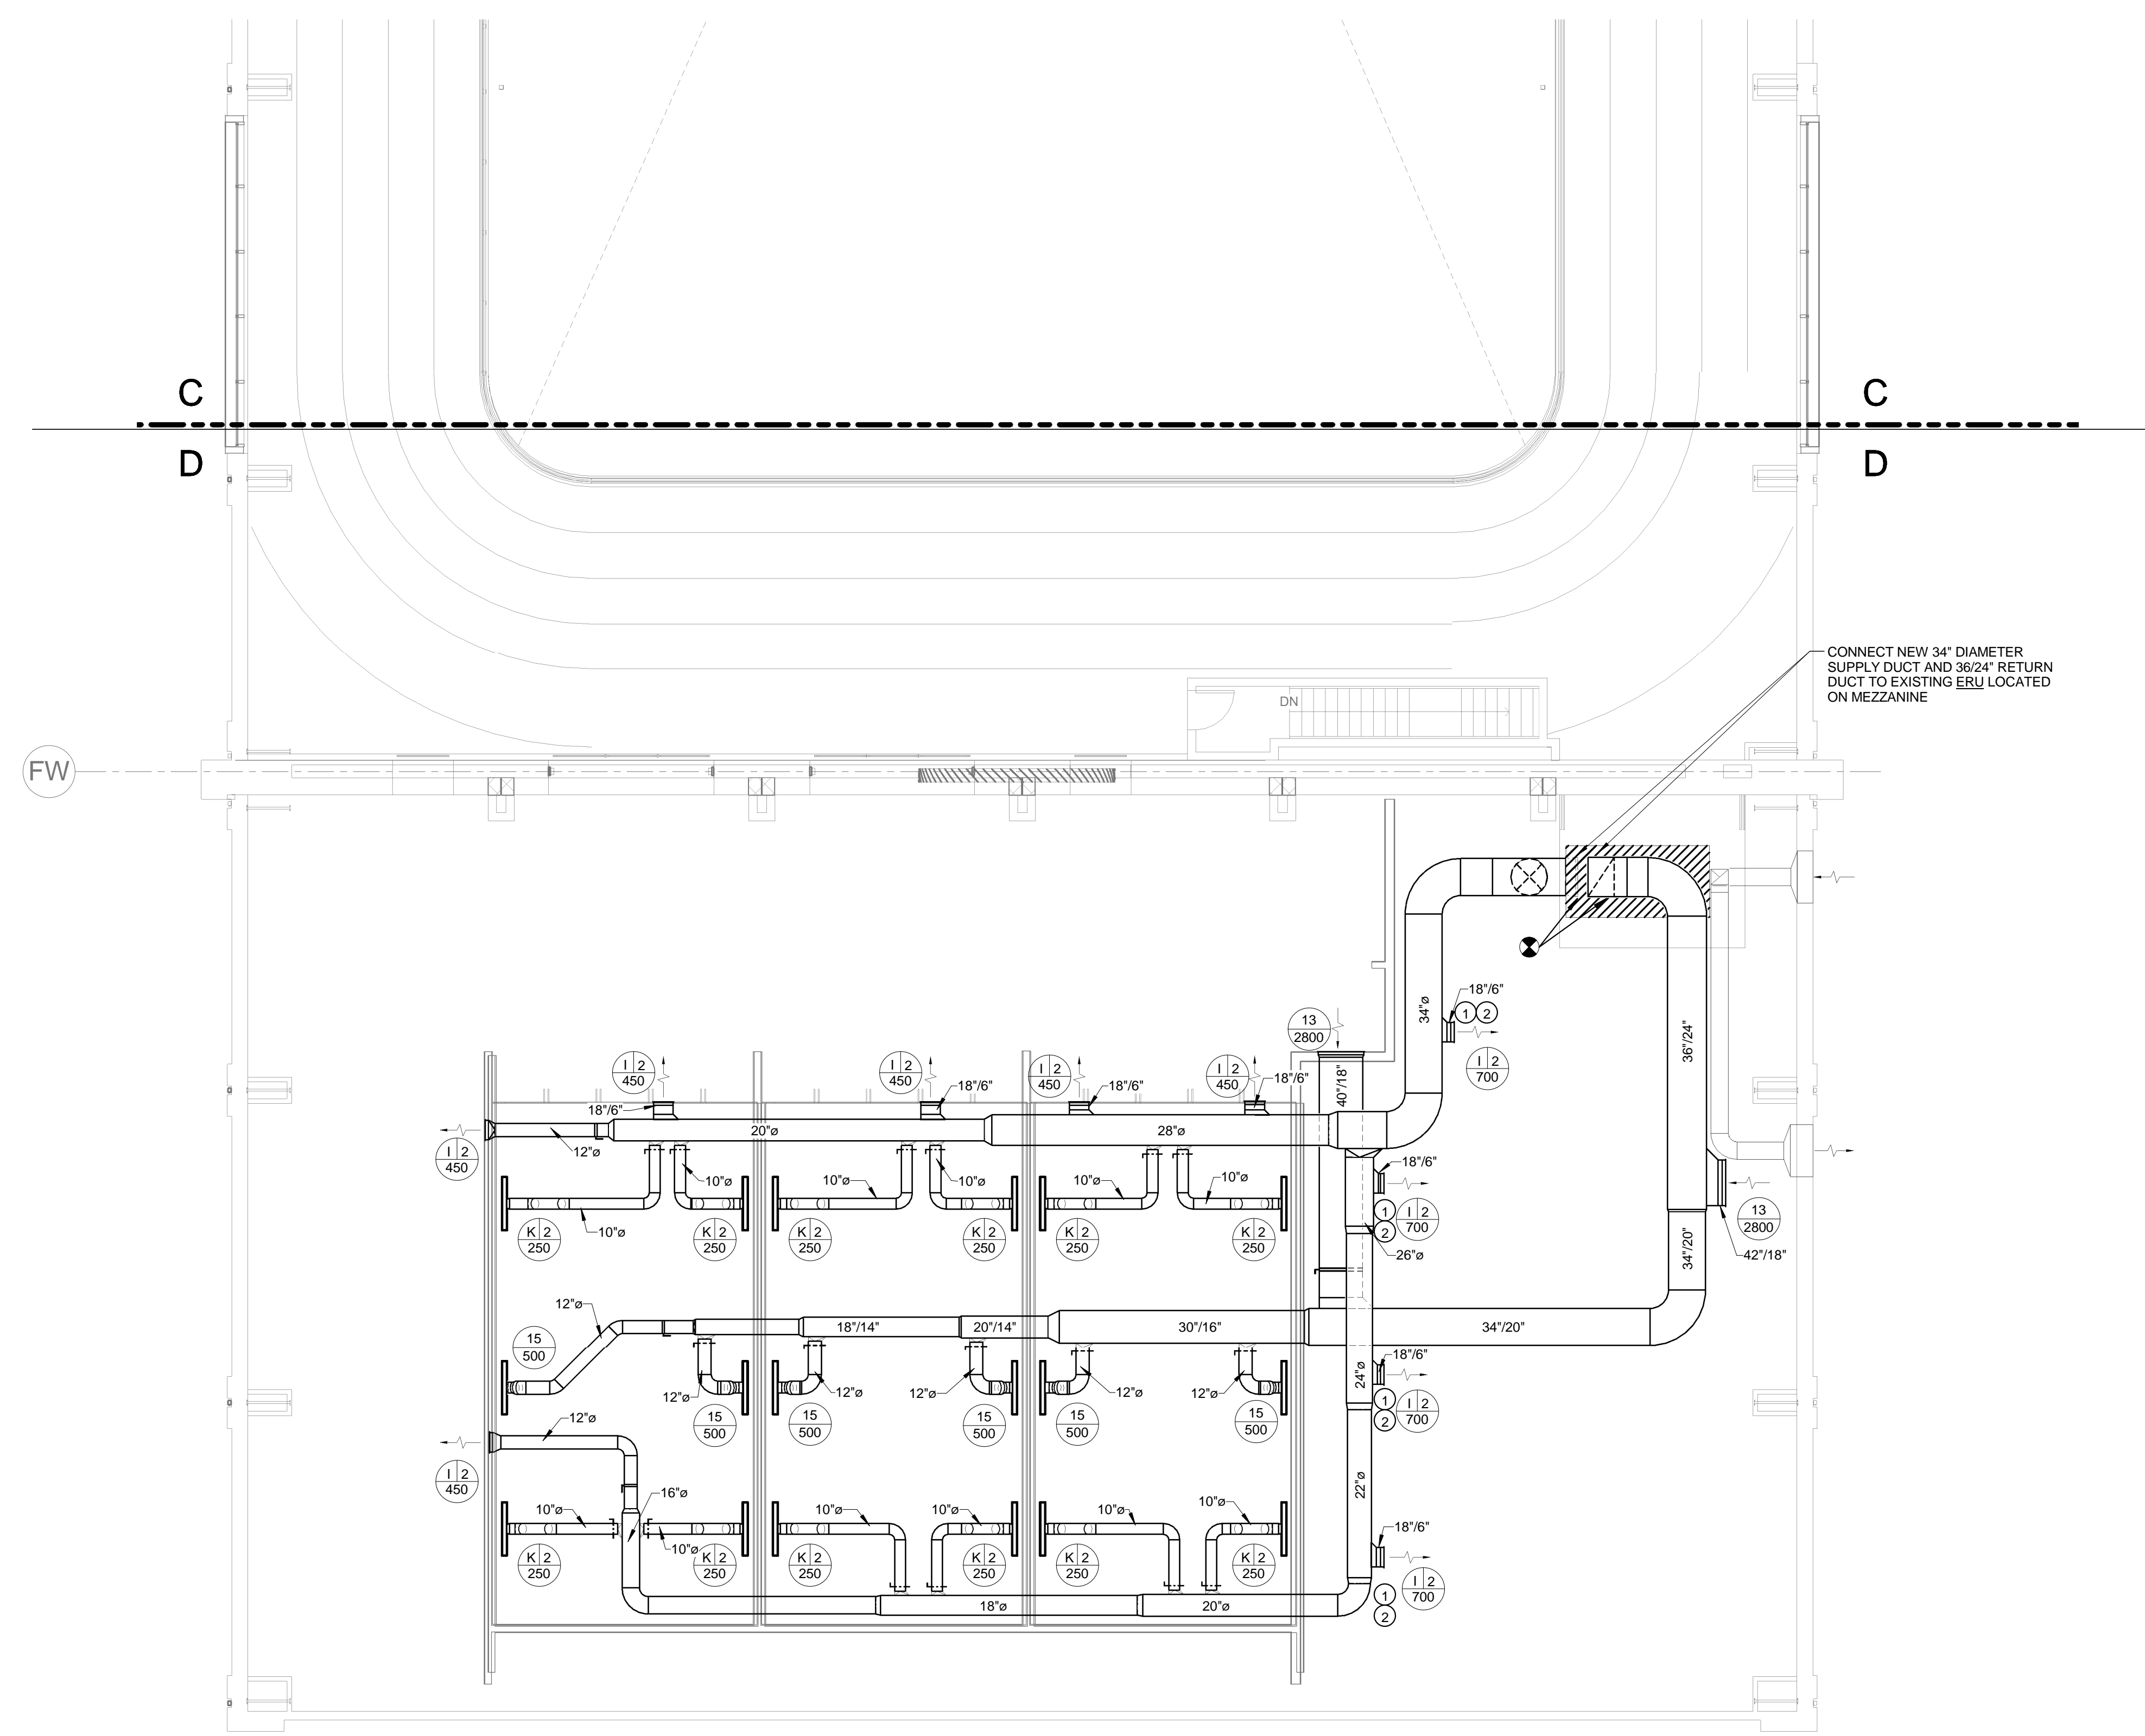 C
C
D
D
CONNECT NEW 34" DIAMETER
SUPPLY DUCT AND 36/24" RETURN
DUCT TO EXISTING ERU LOCATED
ON MEZZANINE
DN
FW
18"/6"
1 2
34"ø
13
2800
I 2
700
36"/24"
I 2
450
I 2
450
I 2
450
I 2
450
18"/6"
18"/6"
18"/6"
18"/6"
40"/18"
20"ø
28"ø
12"ø
I 2
450
18"/6"
10"ø
10"ø
10"ø
10"ø
10"ø
10"ø
1
2
I 2
700
13
2800
K 2
250
K 2
250
K 2
250
K 2
250
K 2
250
K 2
250
26"ø
34"/20"
42"/18"
12"ø
18"/14"
20"/14"
30"/16"
34"/20"
15
500
18"/6"
24"ø
12"ø
12"ø
12"ø
12"ø
12"ø
1
2
I 2
700
12"ø
15
500
15
500
15
500
15
500
15
500
I 2
450
22"ø
16"ø
10"ø
10"ø
10"ø
10"ø
10"ø
10"ø
18"/6"
K 2
250
K 2
250
K 2
250
K 2
250
K 2
250
K 2
250
I 2
700
1
2
18"ø
20"ø